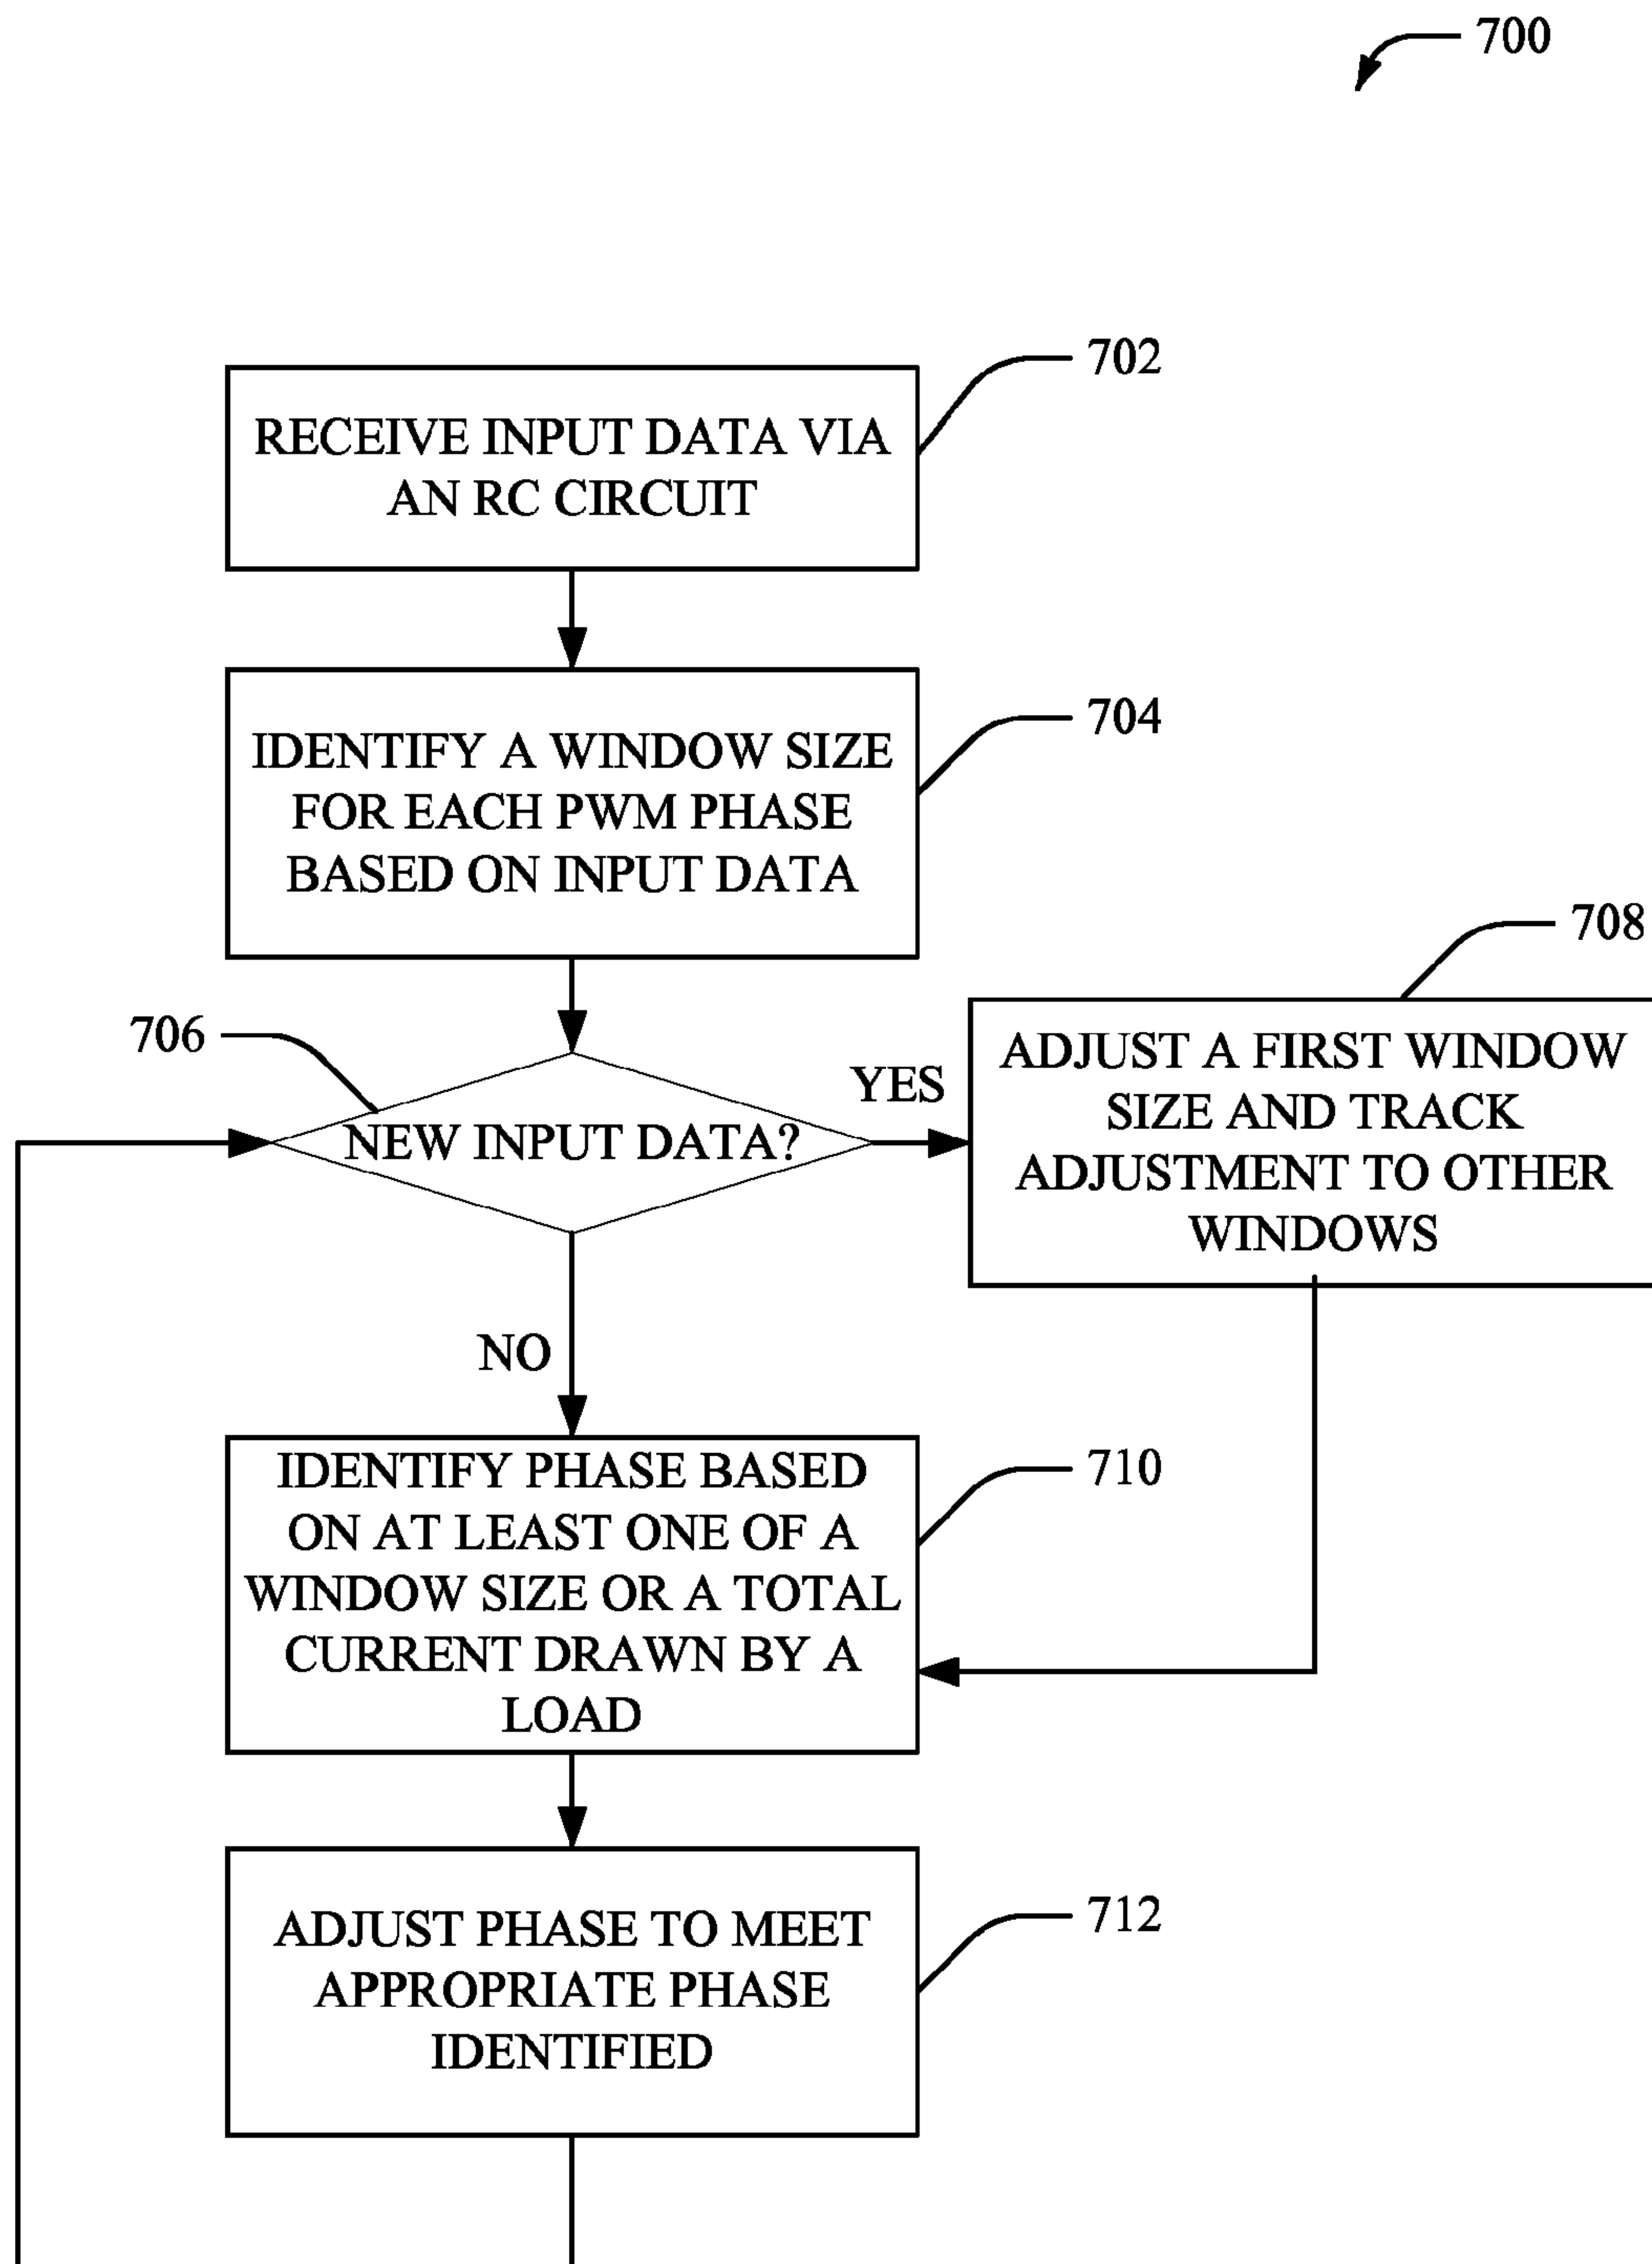 700
702
RECEIVE INPUT DATA VIA
AN RC CIRCUIT
704
IDENTIFY A WINDOW SIZE
FOR EACH PWM PHASE
BASED ON INPUT DATA
708
706
YES
ADJUST A FIRST WINDOW
SIZE AND TRACK
ADJUSTMENT TO OTHER
WINDOWS
NEW INPUT DATA?
NO
710
IDENTIFY PHASE BASED
ON AT LEAST ONE OF A
WINDOW SIZE OR A TOTAL
CURRENT DRAWN BY A
LOAD
712
ADJUST PHASE TO MEET
APPROPRIATE PHASE
IDENTIFIED